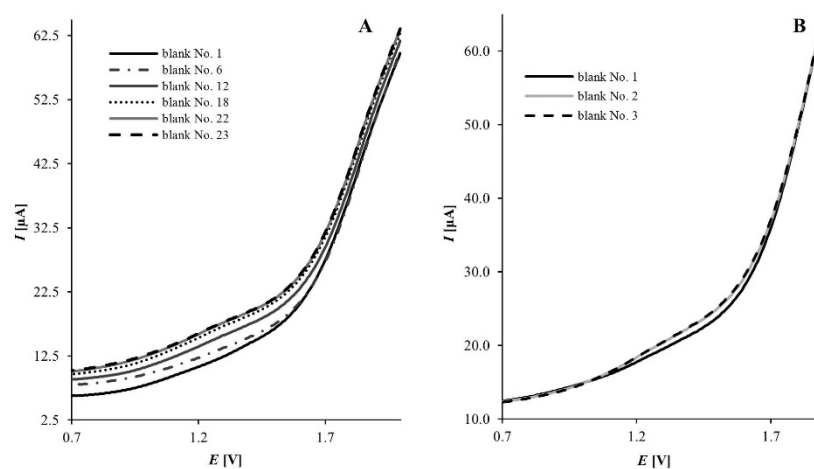 A
62.5
52.5
42.5
32.5
22.5
12.5
2.5
I [µA]
blank No. 1
blank No. 6
blank No. 12
blank No. 18
blank No. 22
blank No. 23
0.7
1.2
1.7
E [V]
B
60.0
50.0
40.0
30.0
20.0
10.0
I [µA]
blank No. 1
blank No. 2
blank No. 3
0.7
1.2
1.7
E [V]